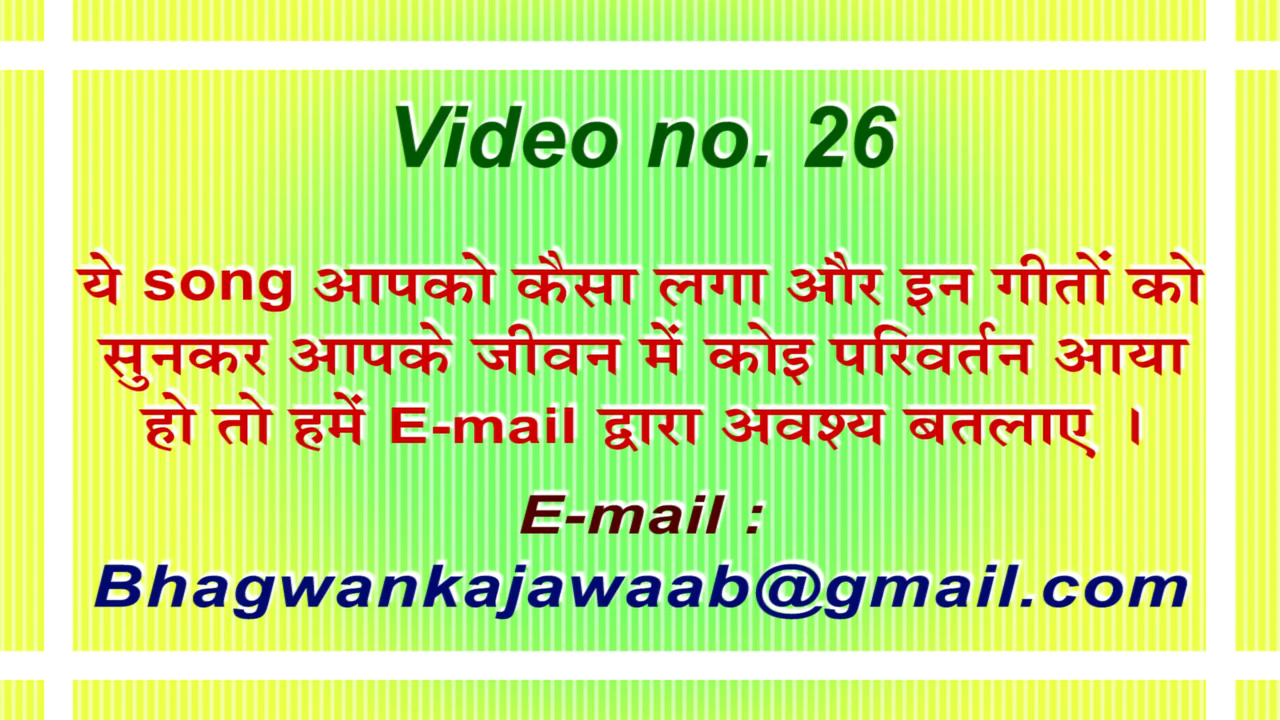 Video no. 26
ये song आपको कैसा लगा और इन गीतों को
सुनकर आपके जीवन में कोइ परिवर्तन आया
हो तो हमें E-mail द्वारा अवश्य बतलाए ।
E-mail :
Bhagwankajawaab@gmail.com